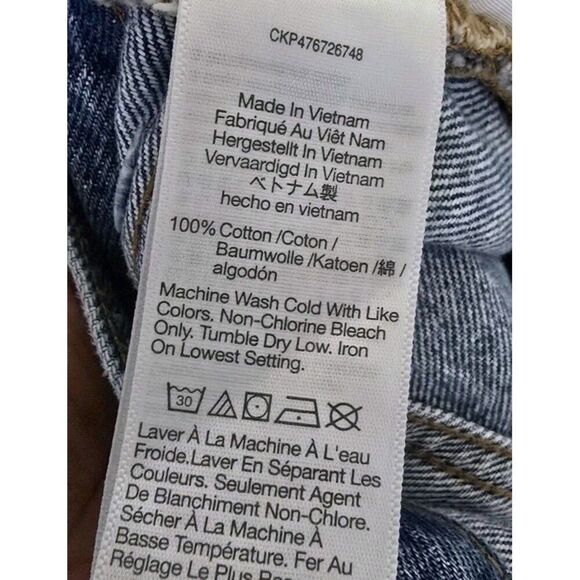 CKP476726748
Made In Vietnam
Fabriqué Au Viêt Nam
Hergestellt In Vietnam
Vervaardigd In Vietnam
ベトナム製
hecho en vietnam
100% Cotton /Coton /
Baumwolle /Katoen /綿 /
algodón
Machine Wash Cold With Like
Colors. Non-Chlorine Bleach
Only. Tumble Dry Low. Iron
On Lowest Setting.
30
Laver À La Machine À L'eau
Froide.Laver En Séparant Les
Couleurs. Seulement Agent
De Blanchiment Non-Chlore.
Sécher À La Machine À
Basse Température. Fer Au
Réglage Le Plus